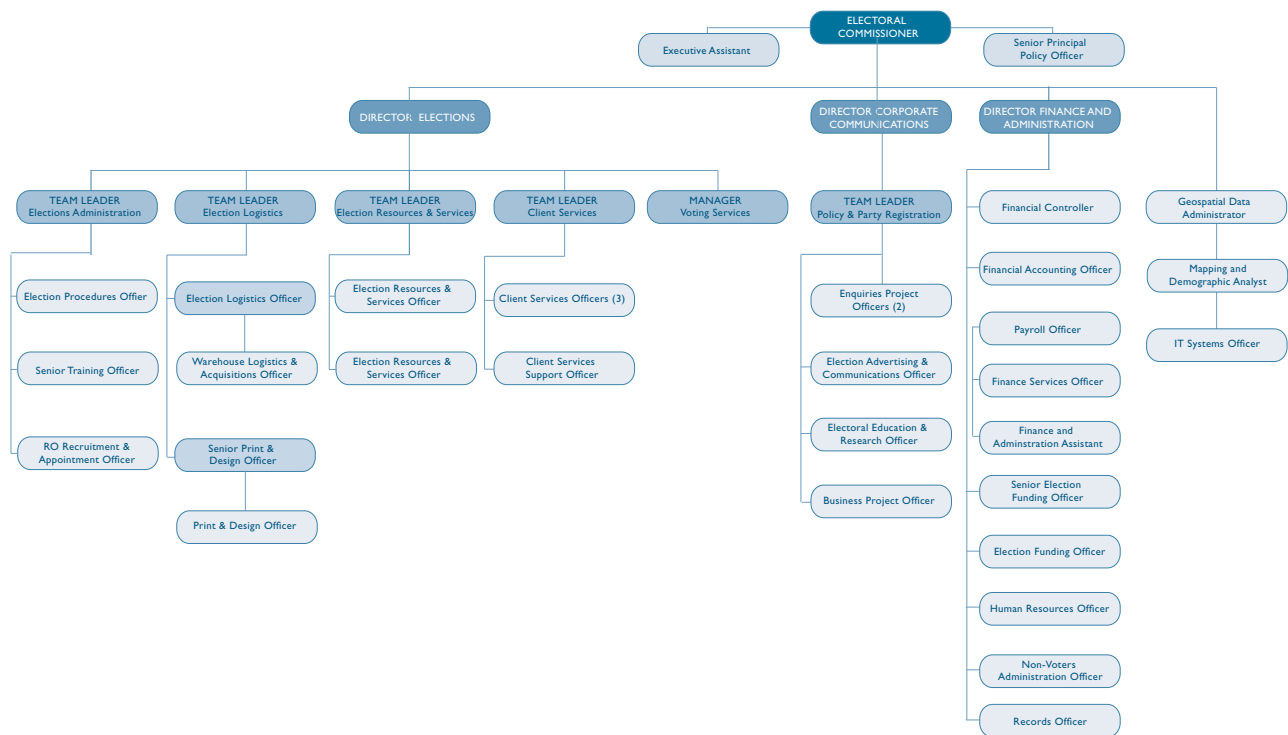 ELECTORAL
COMMISSIONER
Executive Assistant
Senior Principal
Policy Officer
DIRECTOR ELECTIONS
DIRECTOR CORPORATE
COMMUNICATIONS
DIRECTOR FINANCE AND
ADMINISTRATION
TEAM LEADER
Elections Administration
TEAM LEADER
Election Logistics
TEAM LEADER
Election Resources & Services
TEAM LEADER
Client Services
MANAGER
Voting Services
TEAM LEADER
Policy & Party Registration
Financial Controller
Geospatial Data
Administrator
Election Procedures Offier
Senior Training Officer
RO Recruitment &
Appointment Officer
Election Logistics Officer
Warehouse Logistics &
Acquisitions Officer
Senior Print &
Design Officer
Print & Design Officer
Election Resources &
Services Officer
Election Resources &
Services Officer
Client Services Officers (3)
Client Services
Support Officer
Enquiries Project
Officers (2)
Election Advertising &
Communications Officer
Electoral Education &
Research Officer
Business Project Officer
Financial Accounting Officer
Payroll Officer
Finance Services Officer
Finance and
Adminstration Assistant
Senior Election
Funding Officer
Election Funding Officer
Human Resources Officer
Non-Voters
Administration Officer
Records Officer
Mapping and
Demographic Analyst
IT Systems Officer